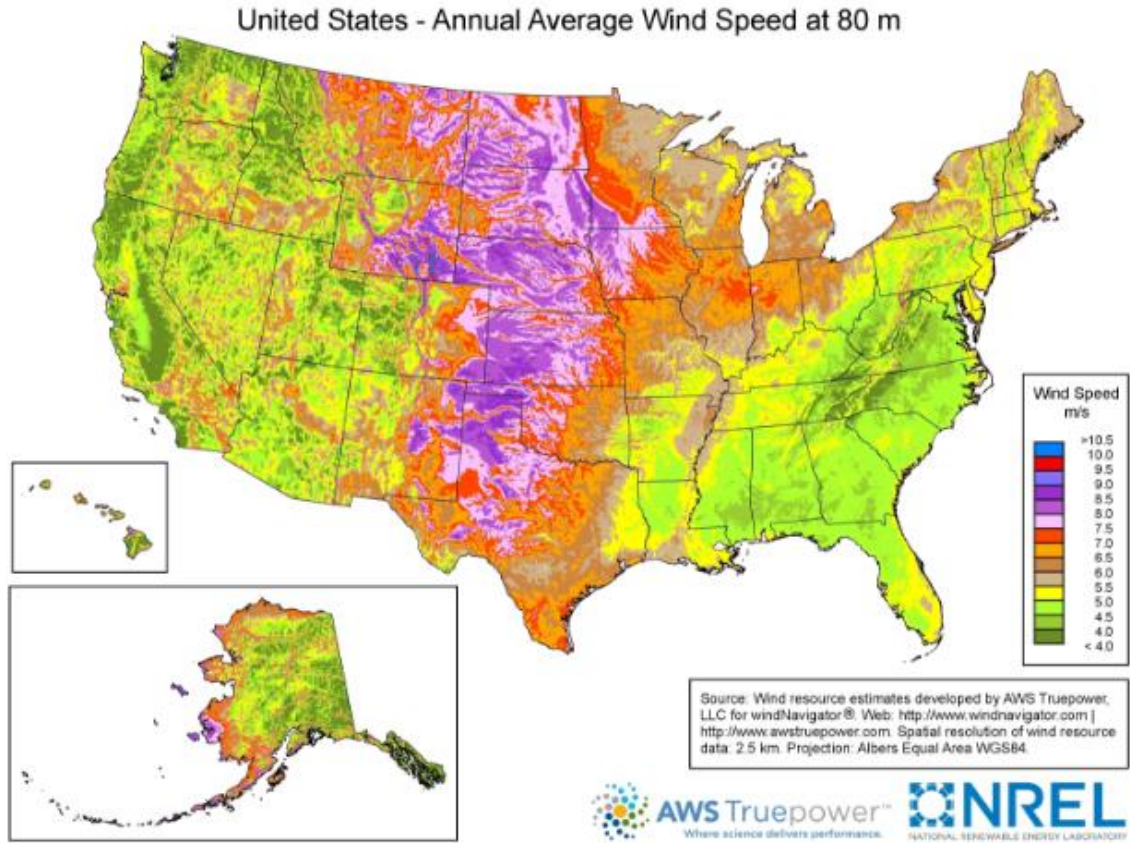 United States - Annual Average Wind Speed at 80 m
Wind Speed
m/s
>10.5
10.0
9.5
9.0
8.5
8.0
7.5
7.0
6.5
6.0
5.5
5.0
4.5
4.0
< 4.0
Source: Wind resource estimates developed by AWS Truepower,
LLC for windNavigator®. Web: http://www.windnavigator.com |
http://www.awstruepower.com. Spatial resolution of wind resource
data: 2.5 km. Projection: Albers Equal Area WGS84.
AWS Truepower™
Where science delivers performance.
NREL
NATIONAL RENEWABLE ENERGY LABORATORY